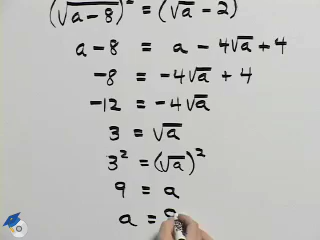 (√(a-8))² = (√a - 2)
a - 8 = a - 4√a + 4
-8 = -4√a + 4
-12 = -4√a
3 = √a
3² = (√a)²
9 = a
a =